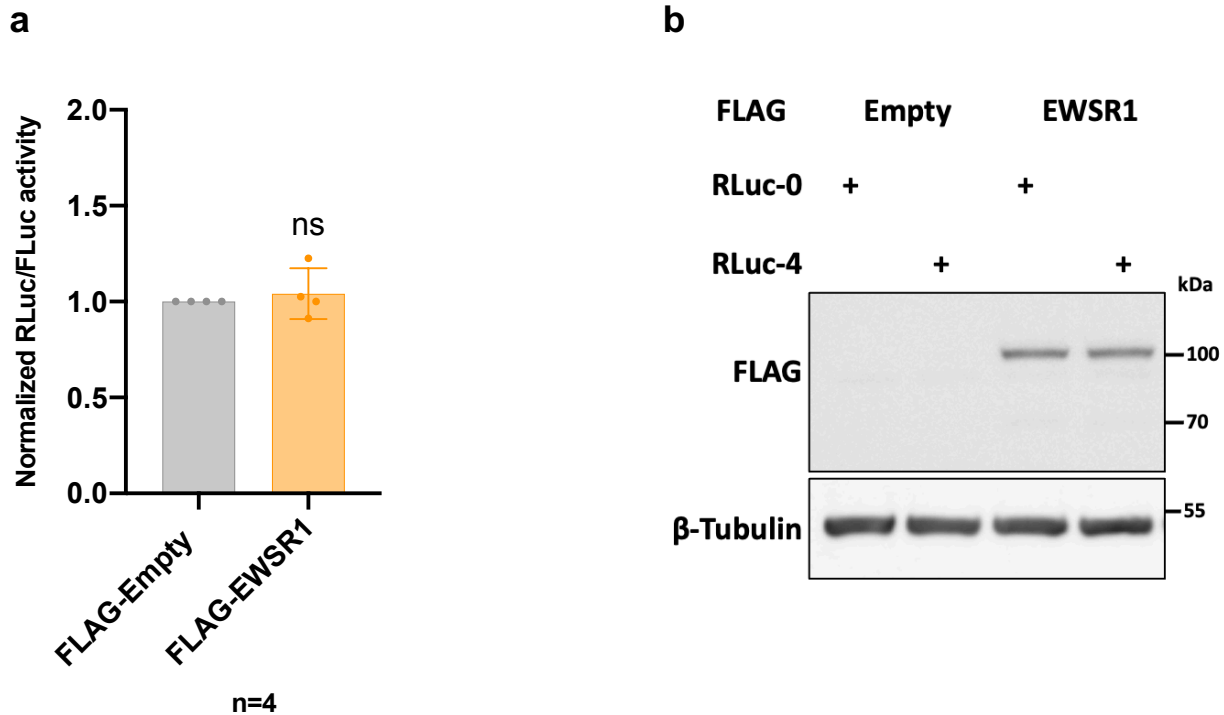 a
Normalized RLuc/FLuc activity
2.0
1.5
1.0
0.5
0.0
ns
FLAG-Empty
FLAG-EWSR1
n=4
b
FLAG Empty EWSR1
RLuc-0 + +
RLuc-4 + +
kDa
FLAG
100
70
β-Tubulin
55